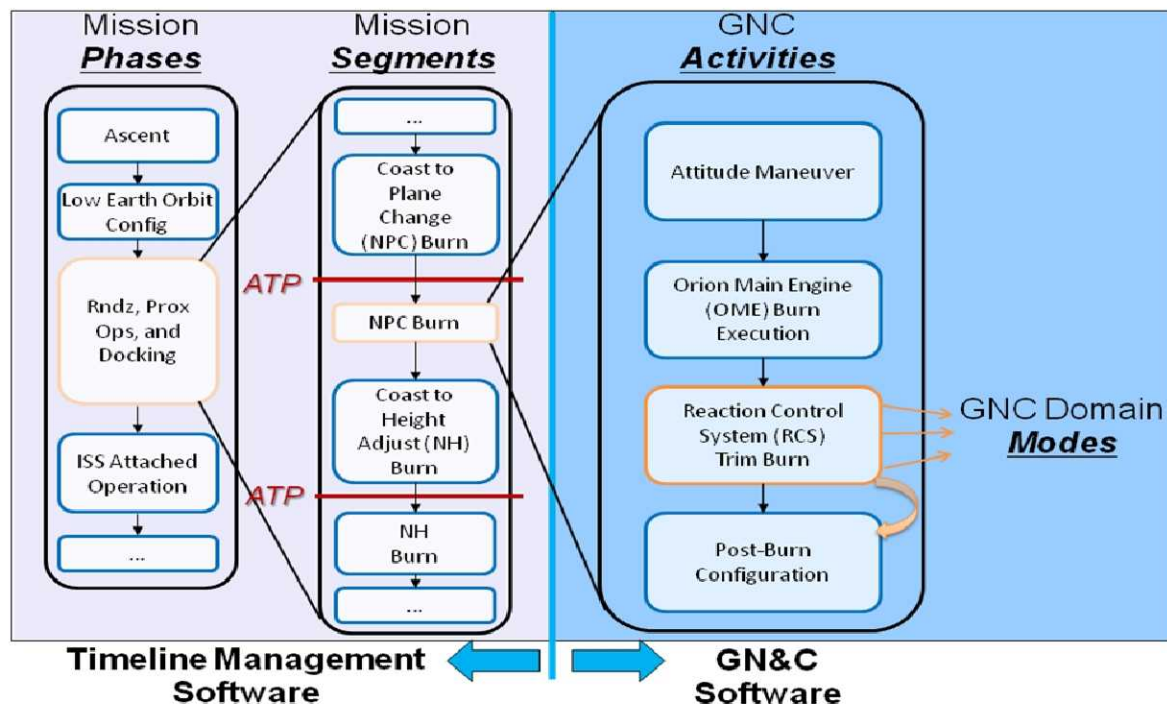 Mission
Phases
Ascent
Low Earth Orbit
Config
Rndz, Prox
Ops, and
Docking
ISS Attached
Operation
...
Mission
Segments
...
Coast to
Plane
Change
(NPC) Burn
ATP
NPC Burn
Coast to
Height
Adjust (NH)
Burn
ATP
NH
Burn
...
GNC
Activities
Attitude Maneuver
Orion Main Engine
(OME) Burn
Execution
Reaction Control
System (RCS)
Trim Burn
Post-Burn
Configuration
GNC Domain
Modes
Timeline Management
Software
GN&C
Software